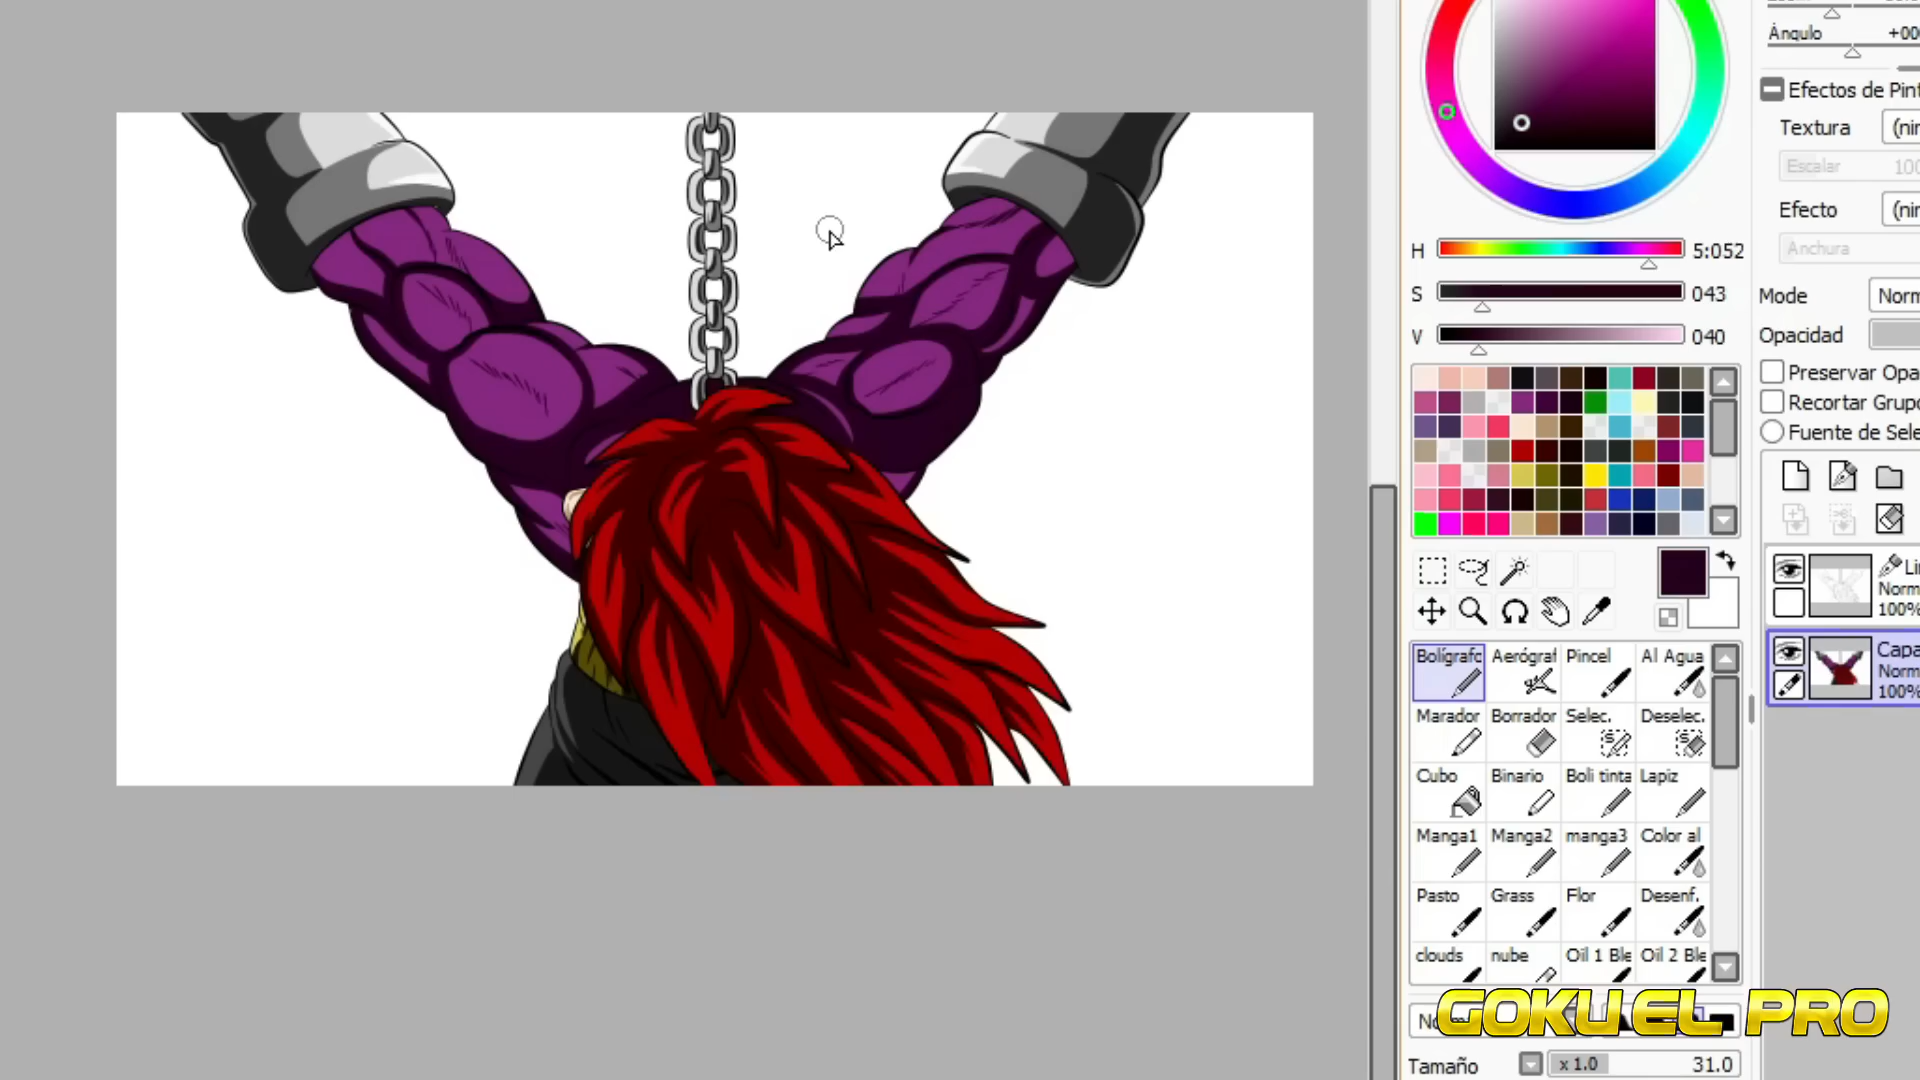 Ángulo +00
Efectos de Pint
Textura (nin
Escalar 100
Efecto (nin
Anchura
H 5:052
S 043
V 040
Mode Norm
Opacidad
Preservar Opa
Recortar Grupo
Fuente de Sele
Lin
Norm
100%
Capa
Norm
100%
Bolígrafo Aerógraf Pincel Al Agua
Marador Borrador Selec. Deselec.
Cubo Binario Boli tinta Lapiz
Manga1 Manga2 manga3 Color al
Pasto Grass Flor Desenf.
clouds nube Oil 1 Ble Oil 2 Ble
GOKU EL PRO
Tamaño x 1.0 31.0